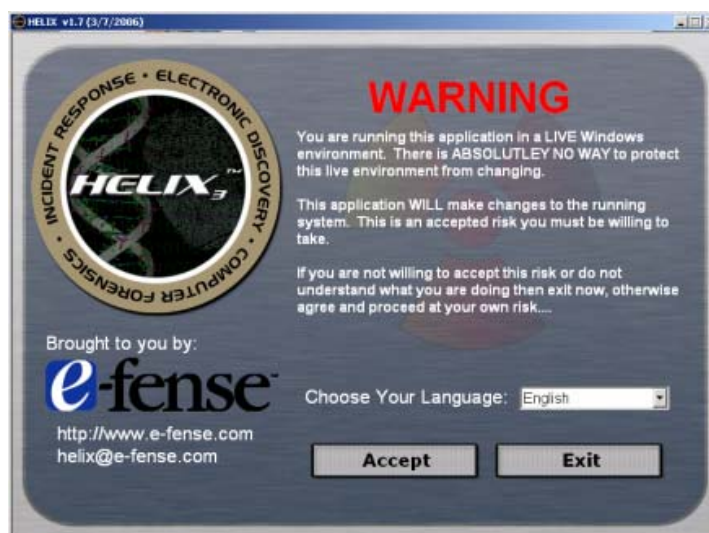 HELIX v1.7 (3/7/2006)
INCIDENT RESPONSE • ELECTRONIC DISCOVERY • COMPUTER FORENSICS •
HELIX3™
WARNING
You are running this application in a LIVE Windows
environment. There is ABSOLUTLEY NO WAY to protect
this live environment from changing.
This application WILL make changes to the running
system. This is an accepted risk you must be willing to
take.
If you are not willing to accept this risk or do not
understand what you are doing then exit now, otherwise
agree and proceed at your own risk....
Brought to you by:
e-fense™
http://www.e-fense.com
helix@e-fense.com
Choose Your Language: English
Accept
Exit